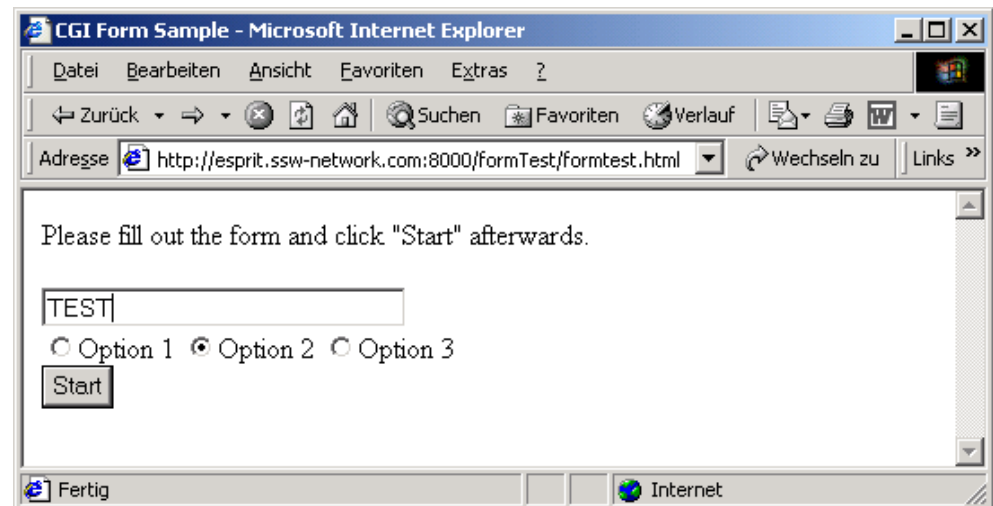 CGI Form Sample - Microsoft Internet Explorer
Datei Bearbeiten Ansicht Favoriten Extras ?
Zurück Suchen Favoriten Verlauf W
Adresse http://esprit.ssw-network.com:8000/formTest/formtest.html Wechseln zu Links »
Please fill out the form and click "Start" afterwards.
TEST
Option 1 Option 2 Option 3
Start
Fertig Internet